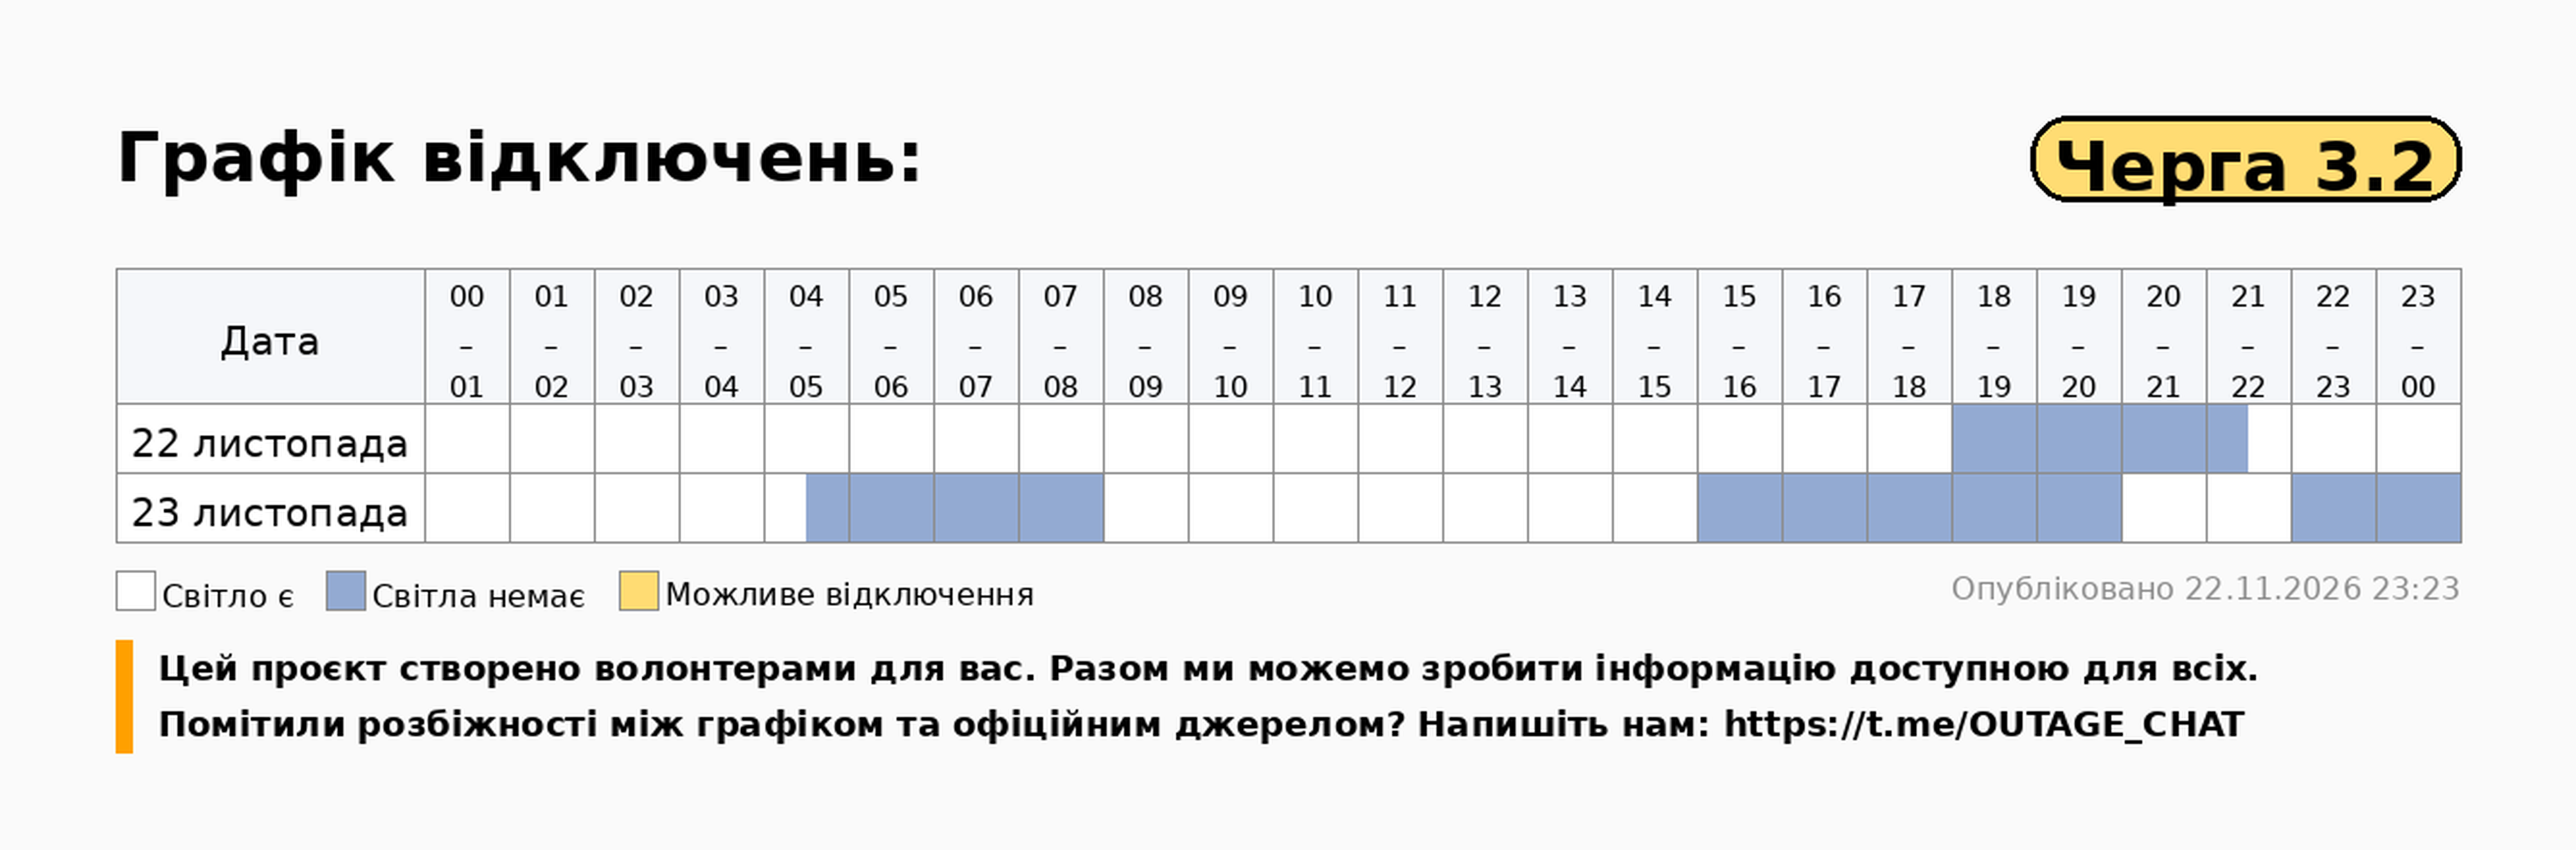 Графік відключень:
Черга 3.2
Дата 00 – 01 01 – 02 02 – 03 03 – 04 04 – 05 05 – 06 06 – 07 07 – 08 08 – 09 09 – 10 10 – 11 11 – 12 12 – 13 13 – 14 14 – 15 15 – 16 16 – 17 17 – 18 18 – 19 19 – 20 20 – 21 21 – 22 22 – 23 23 – 00
22 листопада
23 листопада
Світло є Світла немає Можливе відключення
Опубліковано 22.11.2026 23:23
Цей проєкт створено волонтерами для вас. Разом ми можемо зробити інформацію доступною для всіх.
Помітили розбіжності між графіком та офіційним джерелом? Напишіть нам: https://t.me/OUTAGE_CHAT